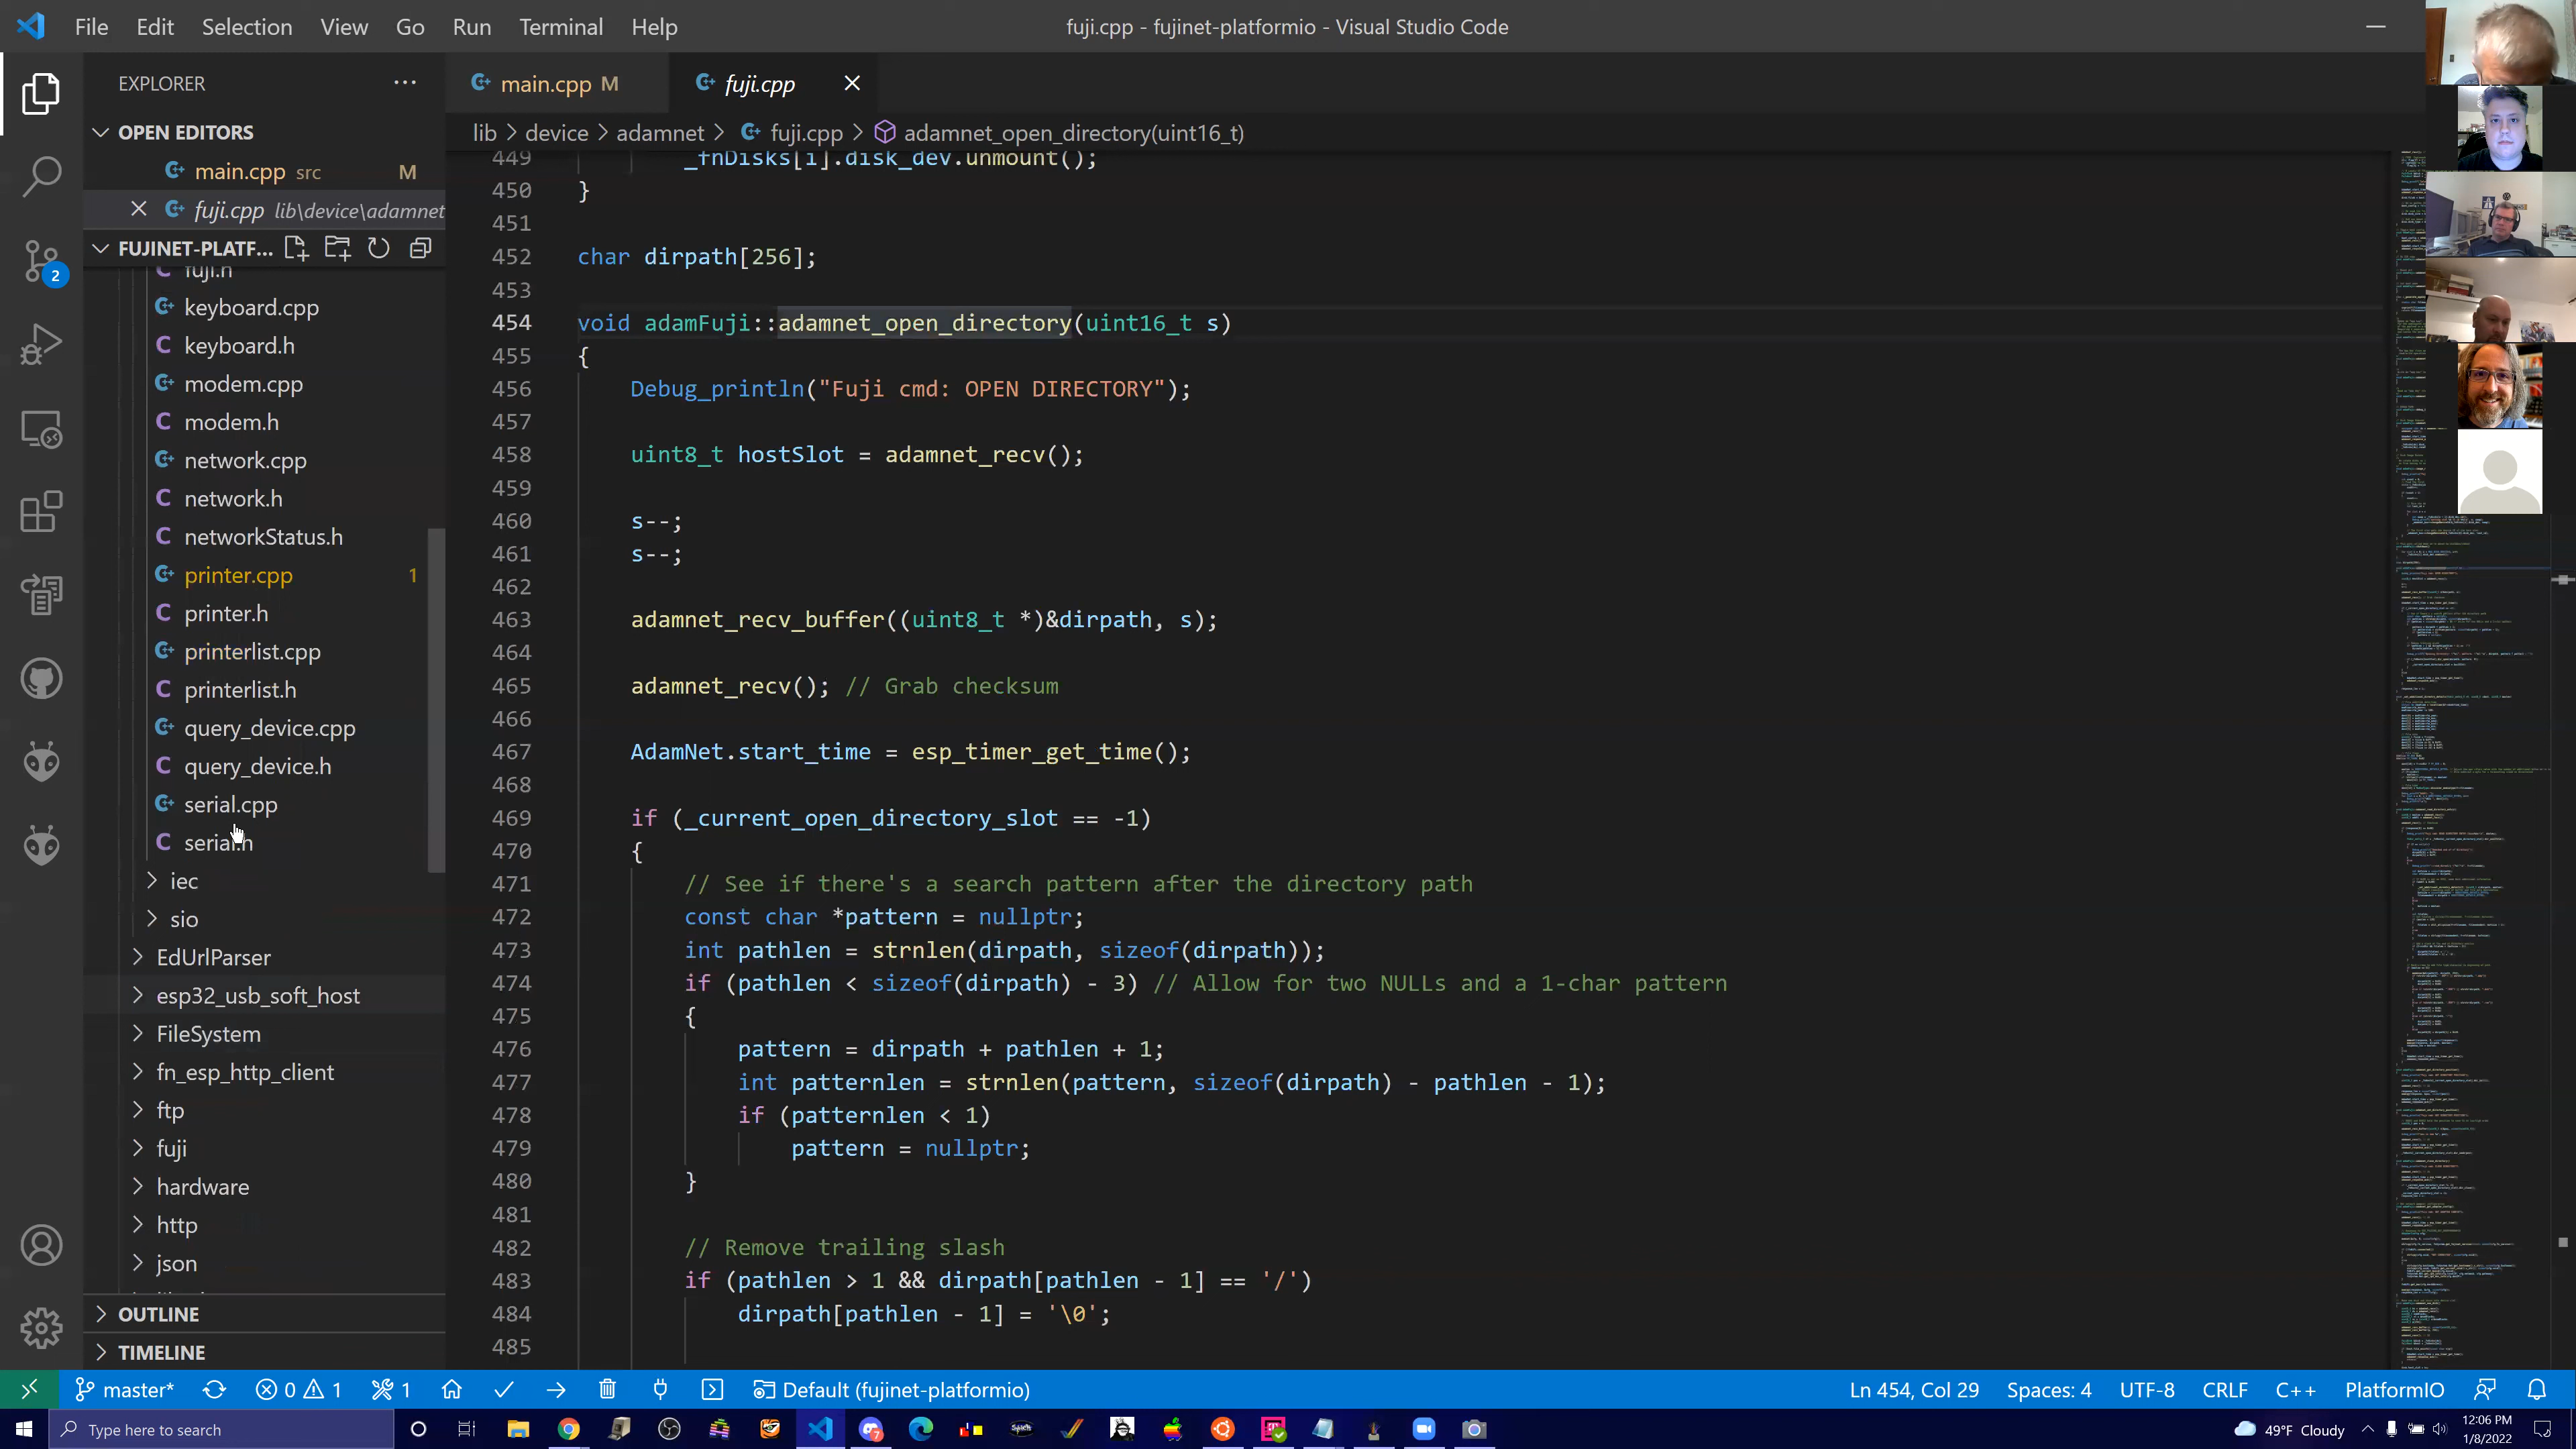 File Edit Selection View Go Run Terminal Help
fuji.cpp - fujinet-platformio - Visual Studio Code
EXPLORER
OPEN EDITORS
main.cpp src M
fuji.cpp lib\device\adamnet
FUJINET-PLATF...
fuji.h
keyboard.cpp
keyboard.h
modem.cpp
modem.h
network.cpp
network.h
networkStatus.h
printer.cpp 1
printer.h
printerlist.cpp
printerlist.h
query_device.cpp
query_device.h
serial.cpp
serial.h
iec
sio
EdUrlParser
esp32_usb_soft_host
FileSystem
fn_esp_http_client
ftp
fuji
hardware
http
json
OUTLINE
TIMELINE
2
main.cpp M
fuji.cpp
lib > device > adamnet > fuji.cpp > adamnet_open_directory(uint16_t)
449 _fnDisks[i].disk_dev.unmount();
450 }
451
452 char dirpath[256];
453
454 void adamFuji::adamnet_open_directory(uint16_t s)
455 {
456 Debug_println("Fuji cmd: OPEN DIRECTORY");
457
458 uint8_t hostSlot = adamnet_recv();
459
460 s--;
461 s--;
462
463 adamnet_recv_buffer((uint8_t *)&dirpath, s);
464
465 adamnet_recv(); // Grab checksum
466
467 AdamNet.start_time = esp_timer_get_time();
468
469 if (_current_open_directory_slot == -1)
470 {
471 // See if there's a search pattern after the directory path
472 const char *pattern = nullptr;
473 int pathlen = strnlen(dirpath, sizeof(dirpath));
474 if (pathlen < sizeof(dirpath) - 3) // Allow for two NULLs and a 1-char pattern
475 {
476 pattern = dirpath + pathlen + 1;
477 int patternlen = strnlen(pattern, sizeof(dirpath) - pathlen - 1);
478 if (patternlen < 1)
479 pattern = nullptr;
480 }
481
482 // Remove trailing slash
483 if (pathlen > 1 && dirpath[pathlen - 1] == '/')
484 dirpath[pathlen - 1] = '\0';
485
master* 0 1 1 Default (fujinet-platformio) Ln 454, Col 29 Spaces: 4 UTF-8 CRLF C++ PlatformIO
Type here to search
49°F Cloudy
12:06 PM
1/8/2022